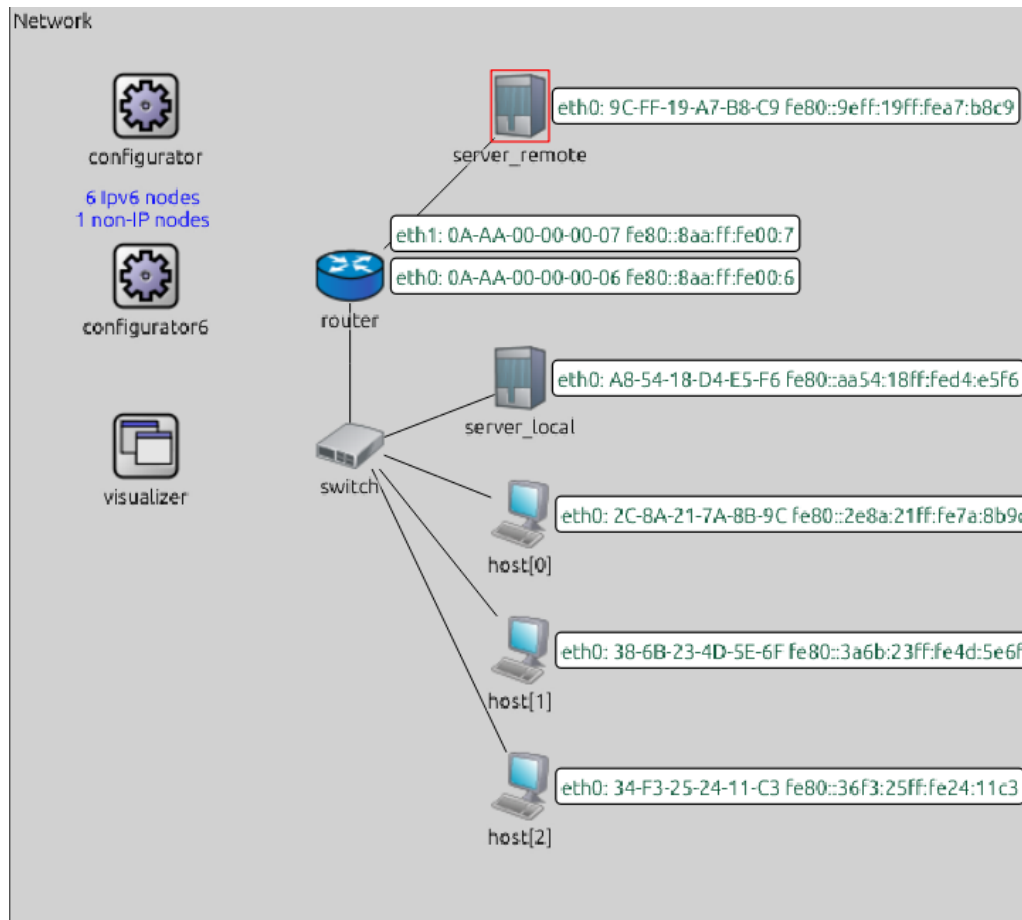 Network
configurator
6 Ipv6 nodes
1 non-IP nodes
configurator6
visualizer
eth0: 9C-FF-19-A7-B8-C9 fe80::9eff:19ff:fea7:b8c9
server_remote
eth1: 0A-AA-00-00-00-07 fe80::8aa:ff:fe00:7
eth0: 0A-AA-00-00-00-06 fe80::8aa:ff:fe00:6
router
eth0: A8-54-18-D4-E5-F6 fe80::aa54:18ff:fed4:e5f6
server_local
switch
eth0: 2C-8A-21-7A-8B-9C fe80::2e8a:21ff:fe7a:8b9c
host[0]
eth0: 38-6B-23-4D-5E-6F fe80::3a6b:23ff:fe4d:5e6f
host[1]
eth0: 34-F3-25-24-11-C3 fe80::36f3:25ff:fe24:11c3
host[2]